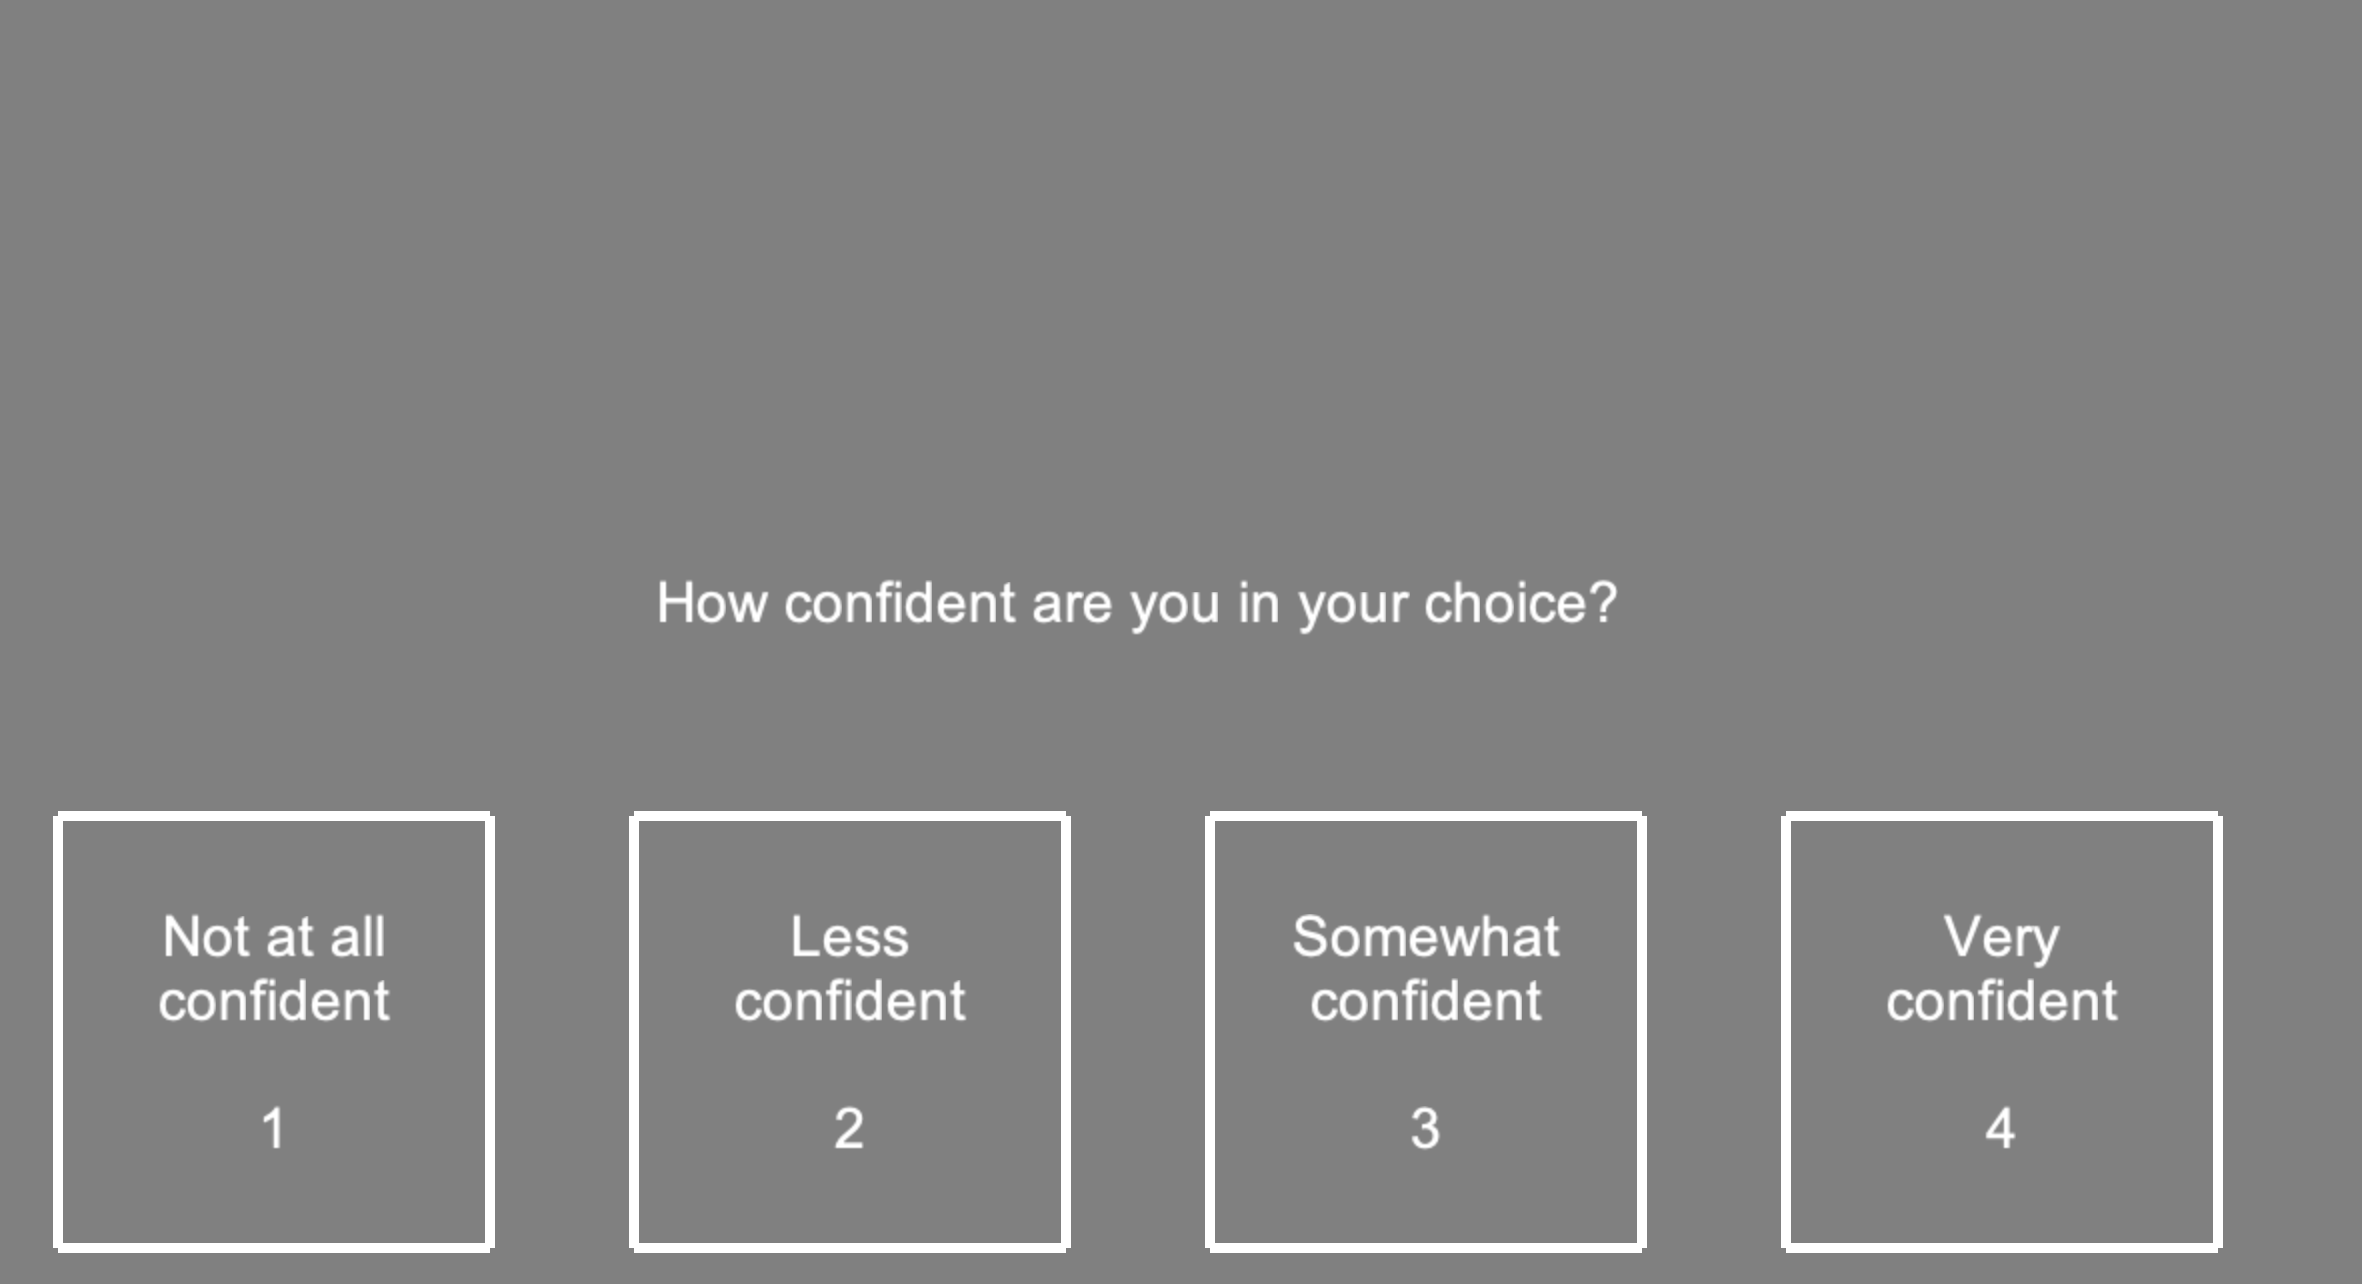 How confident are you in your choice?
Not at all
confident
1
Less
confident
2
Somewhat
confident
3
Very
confident
4